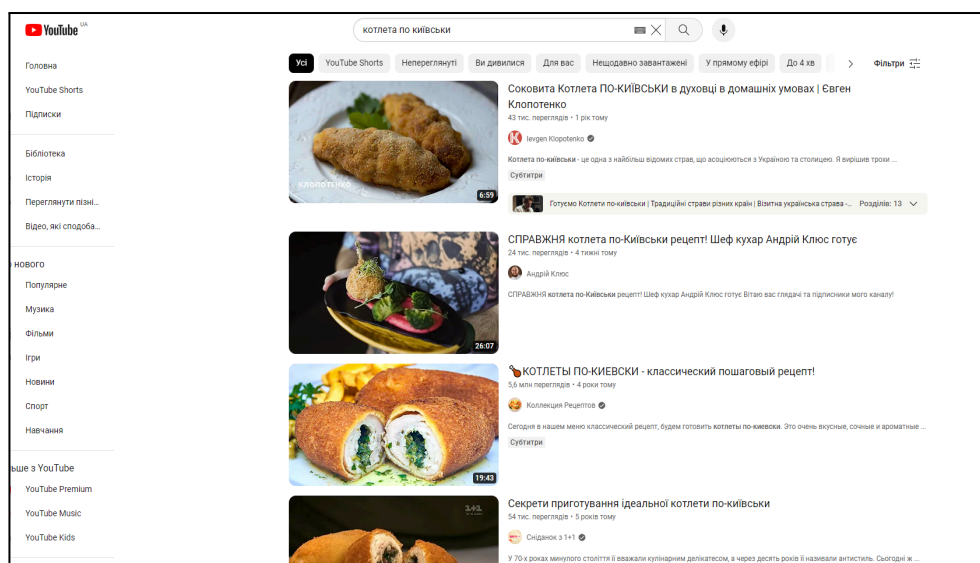 YouTube UA
котлета по київськи
Головна
YouTube Shorts
Підписки
Бібліотека
Історія
Переглянути пізні...
Відео, які сподоба...
нового
Популярне
Музика
Фільми
Ігри
Новини
Спорт
Навчання
ьше з YouTube
YouTube Premium
YouTube Music
YouTube Kids
Усі YouTube Shorts Непереглянуті Ви дивилися Для вас Нещодавно завантажені У прямому ефірі До 4 хв Фільтри
КЛОПОТЕНКО
6:59
Соковита Котлета ПО-КИЇВСЬКИ в духовці в домашніх умовах | Євген
Клопотенко
43 тис. переглядів • 1 рік тому
Ievgen Klopotenko
Котлета по-київськи - це одна з найбільш відомих страв, що асоціюються з Україною та столицею. Я вирішив трохи ...
Субтитри
Готуємо Котлети по-київськи | Традиційні страви різних країн | Візитна українська страва -... Розділів: 13
26:07
СПРАВЖНЯ котлета по-Київськи рецепт! Шеф кухар Андрій Клюс готує
24 тис. переглядів • 4 тижні тому
Андрій Клюс
СПРАВЖНЯ котлета по-Київськи рецепт! Шеф кухар Андрій Клюс готує Вітаю вас глядачі та підписники мого каналу!
19:43
КОТЛЕТЫ ПО-КИЕВСКИ - классический пошаговый рецепт!
5,6 млн переглядів • 4 роки тому
Коллекция Рецептов
Сегодня в нашем меню классический рецепт, будем готовить котлеты по-киевски. Это очень вкусные, сочные и ароматные ...
Субтитри
1+1
Секрети приготування ідеальної котлети по-київськи
54 тис. переглядів • 5 років тому
Сніданок з 1+1
У 70-х роках минулого століття її вважали кулінарним делікатесом, а через десять років її називали антистиль. Сьогодні ж ...